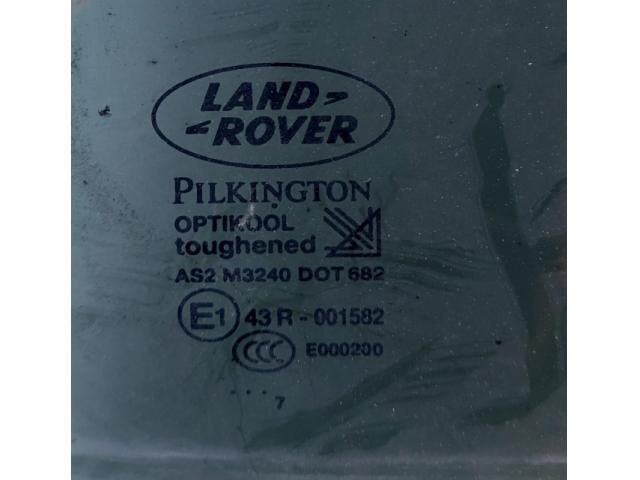 LAND
ROVER
PILKINGTON
OPTIKOOL
toughened
AS2 M3240 DOT 682
E1 43 R - 001582
CCC E000200
... 7